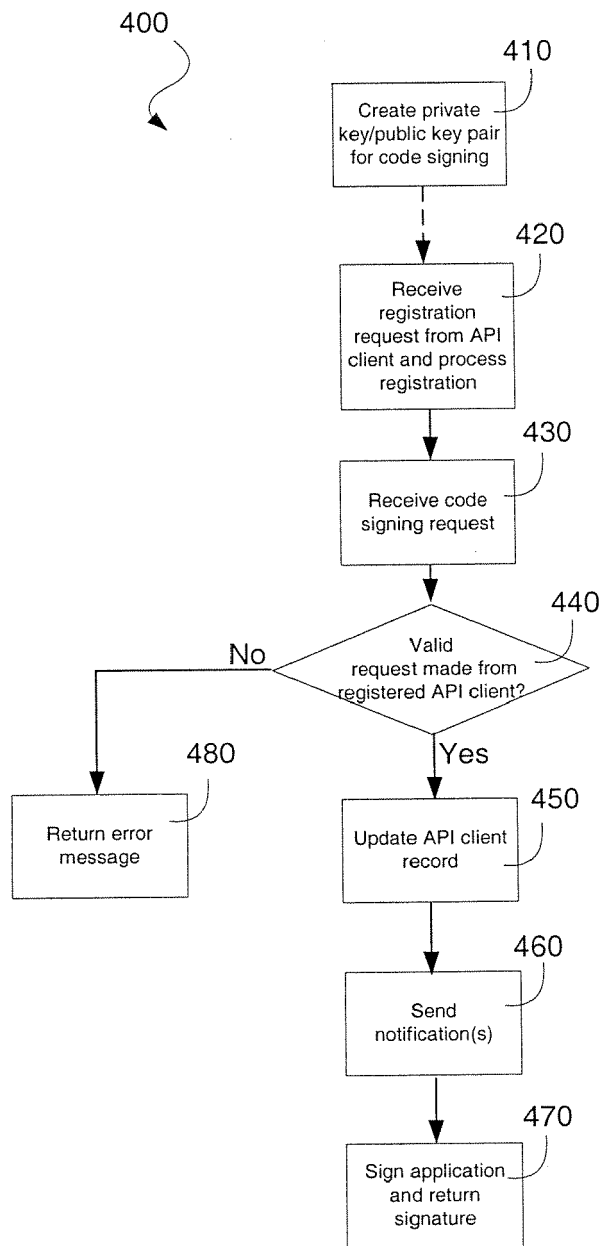 400
410
Create private
key/public key pair
for code signing
420
Receive
registration
request from API
client and process
registration
430
Receive code
signing request
440
Valid
request made from
registered API client?
No
Yes
480
Return error
message
450
Update API client
record
460
Send
notification(s)
470
Sign application
and return
signature